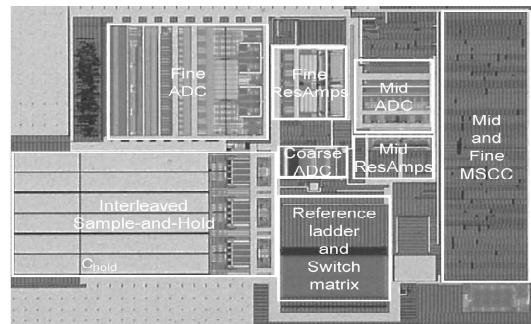 Fine
ADC
Fine
ResAmps
Mid
ADC
Mid
and
Fine
MSCC
Coarse
ADC
Mid
ResAmps
Interleaved
Sample-and-Hold
Chold
Reference
ladder
and
Switch
matrix